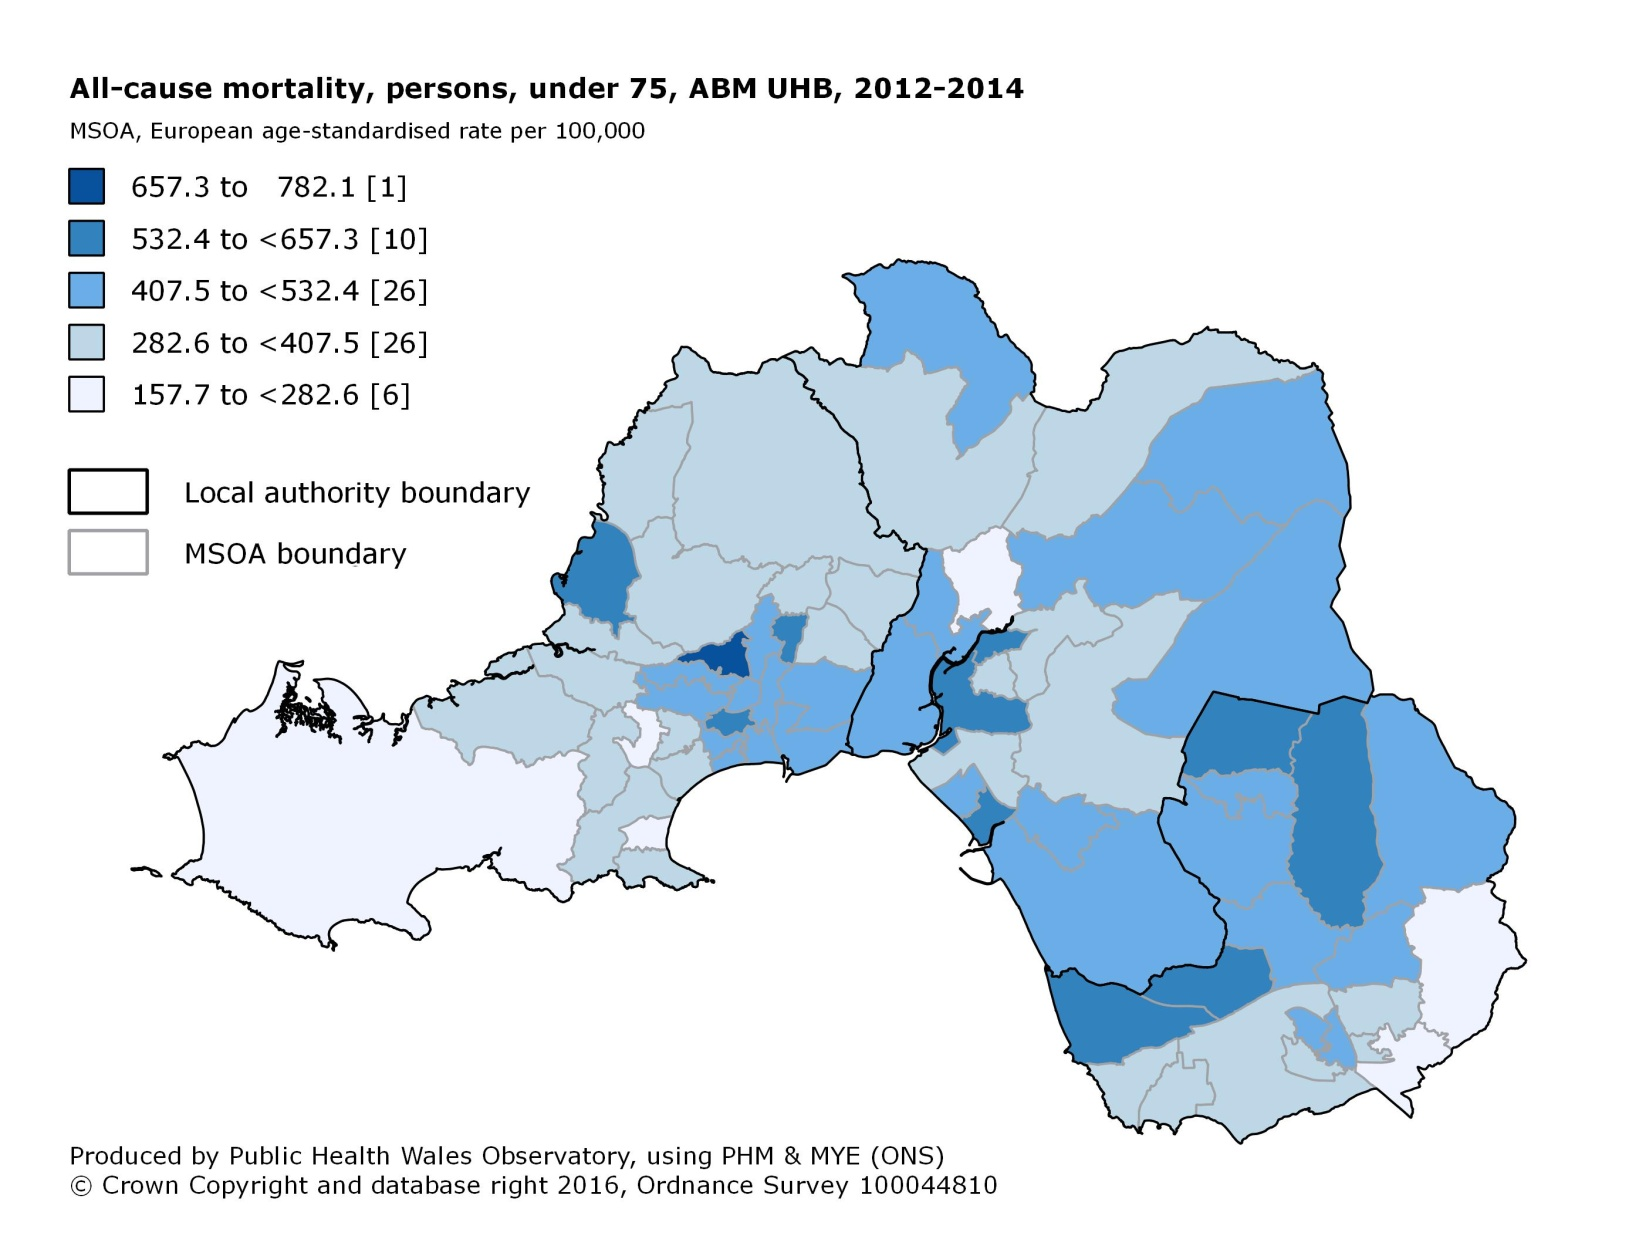 All-cause mortality, persons, under 75, ABM UHB, 2012-2014
MSOA, European age-standardised rate per 100,000
657.3 to 782.1 [1]
532.4 to <657.3 [10]
407.5 to <532.4 [26]
282.6 to <407.5 [26]
157.7 to <282.6 [6]
Local authority boundary
MSOA boundary
Produced by Public Health Wales Observatory, using PHM & MYE (ONS)
© Crown Copyright and database right 2016, Ordnance Survey 100044810